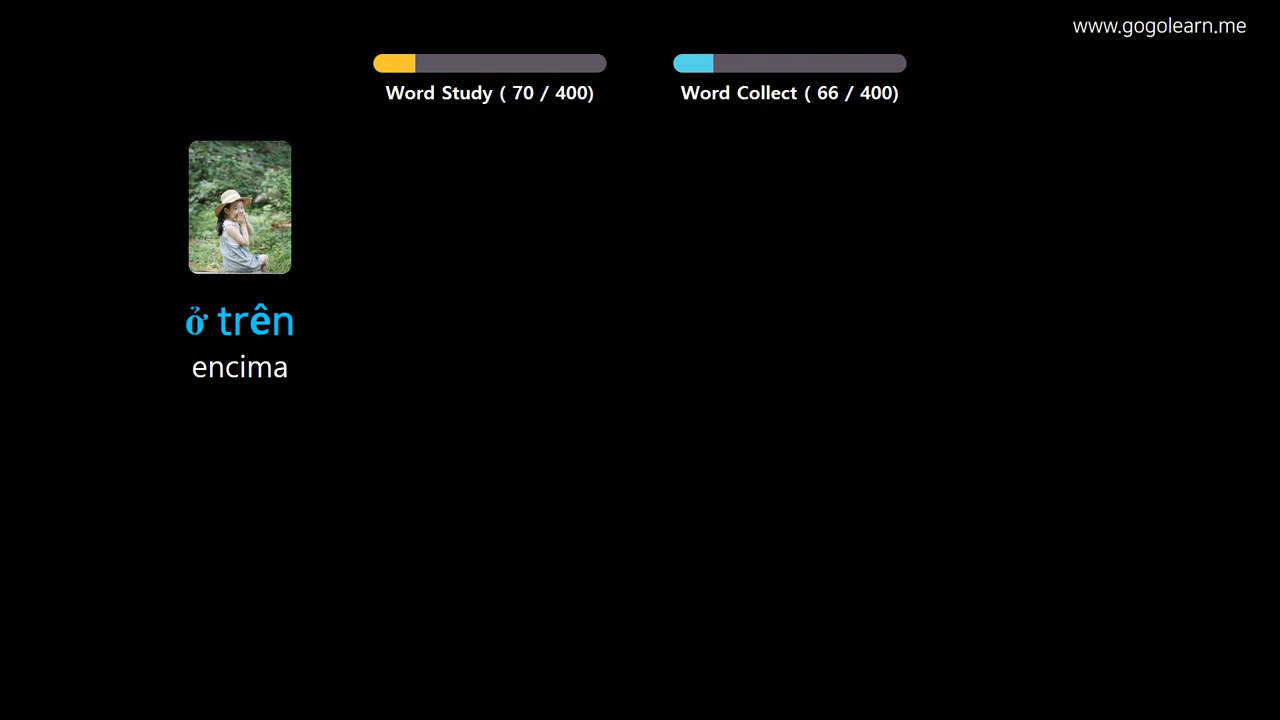 www.gogolearn.me
Word Study ( 70 / 400)
Word Collect ( 66 / 400)
ở trên
encima